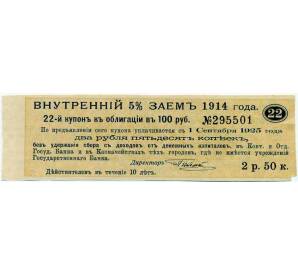 ВНУТРЕННІЙ 5% ЗАЕМЪ 1914 года.
22-й купонъ къ облигаціи въ 100 руб. №295501 22
По предъявленіи сего купона уплачивается съ 1 Сентября 1925 года
два рубля пятьдесятъ копѣекъ,
безъ удержанія сбора съ доходовъ отъ денежныхъ капиталовъ, въ Конт. и Отд.
Госуд. Банка и въ Казначействахъ тѣхъ городовъ, гдѣ не имѣется учрежденій
Государственнаго Банка.
Директоръ
2 р. 50 к.
Дѣйствителенъ въ теченіе 10 лѣтъ.